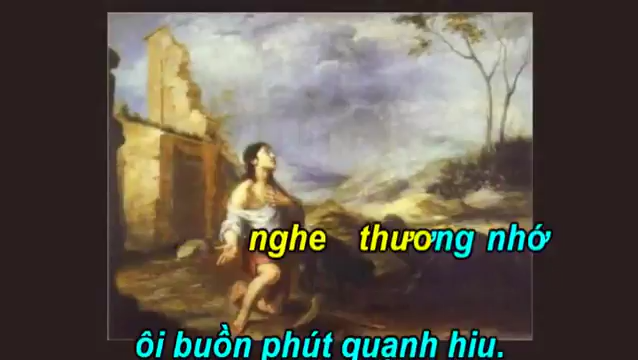 nghe thương nhớ
ôi buồn phút quanh hiu.